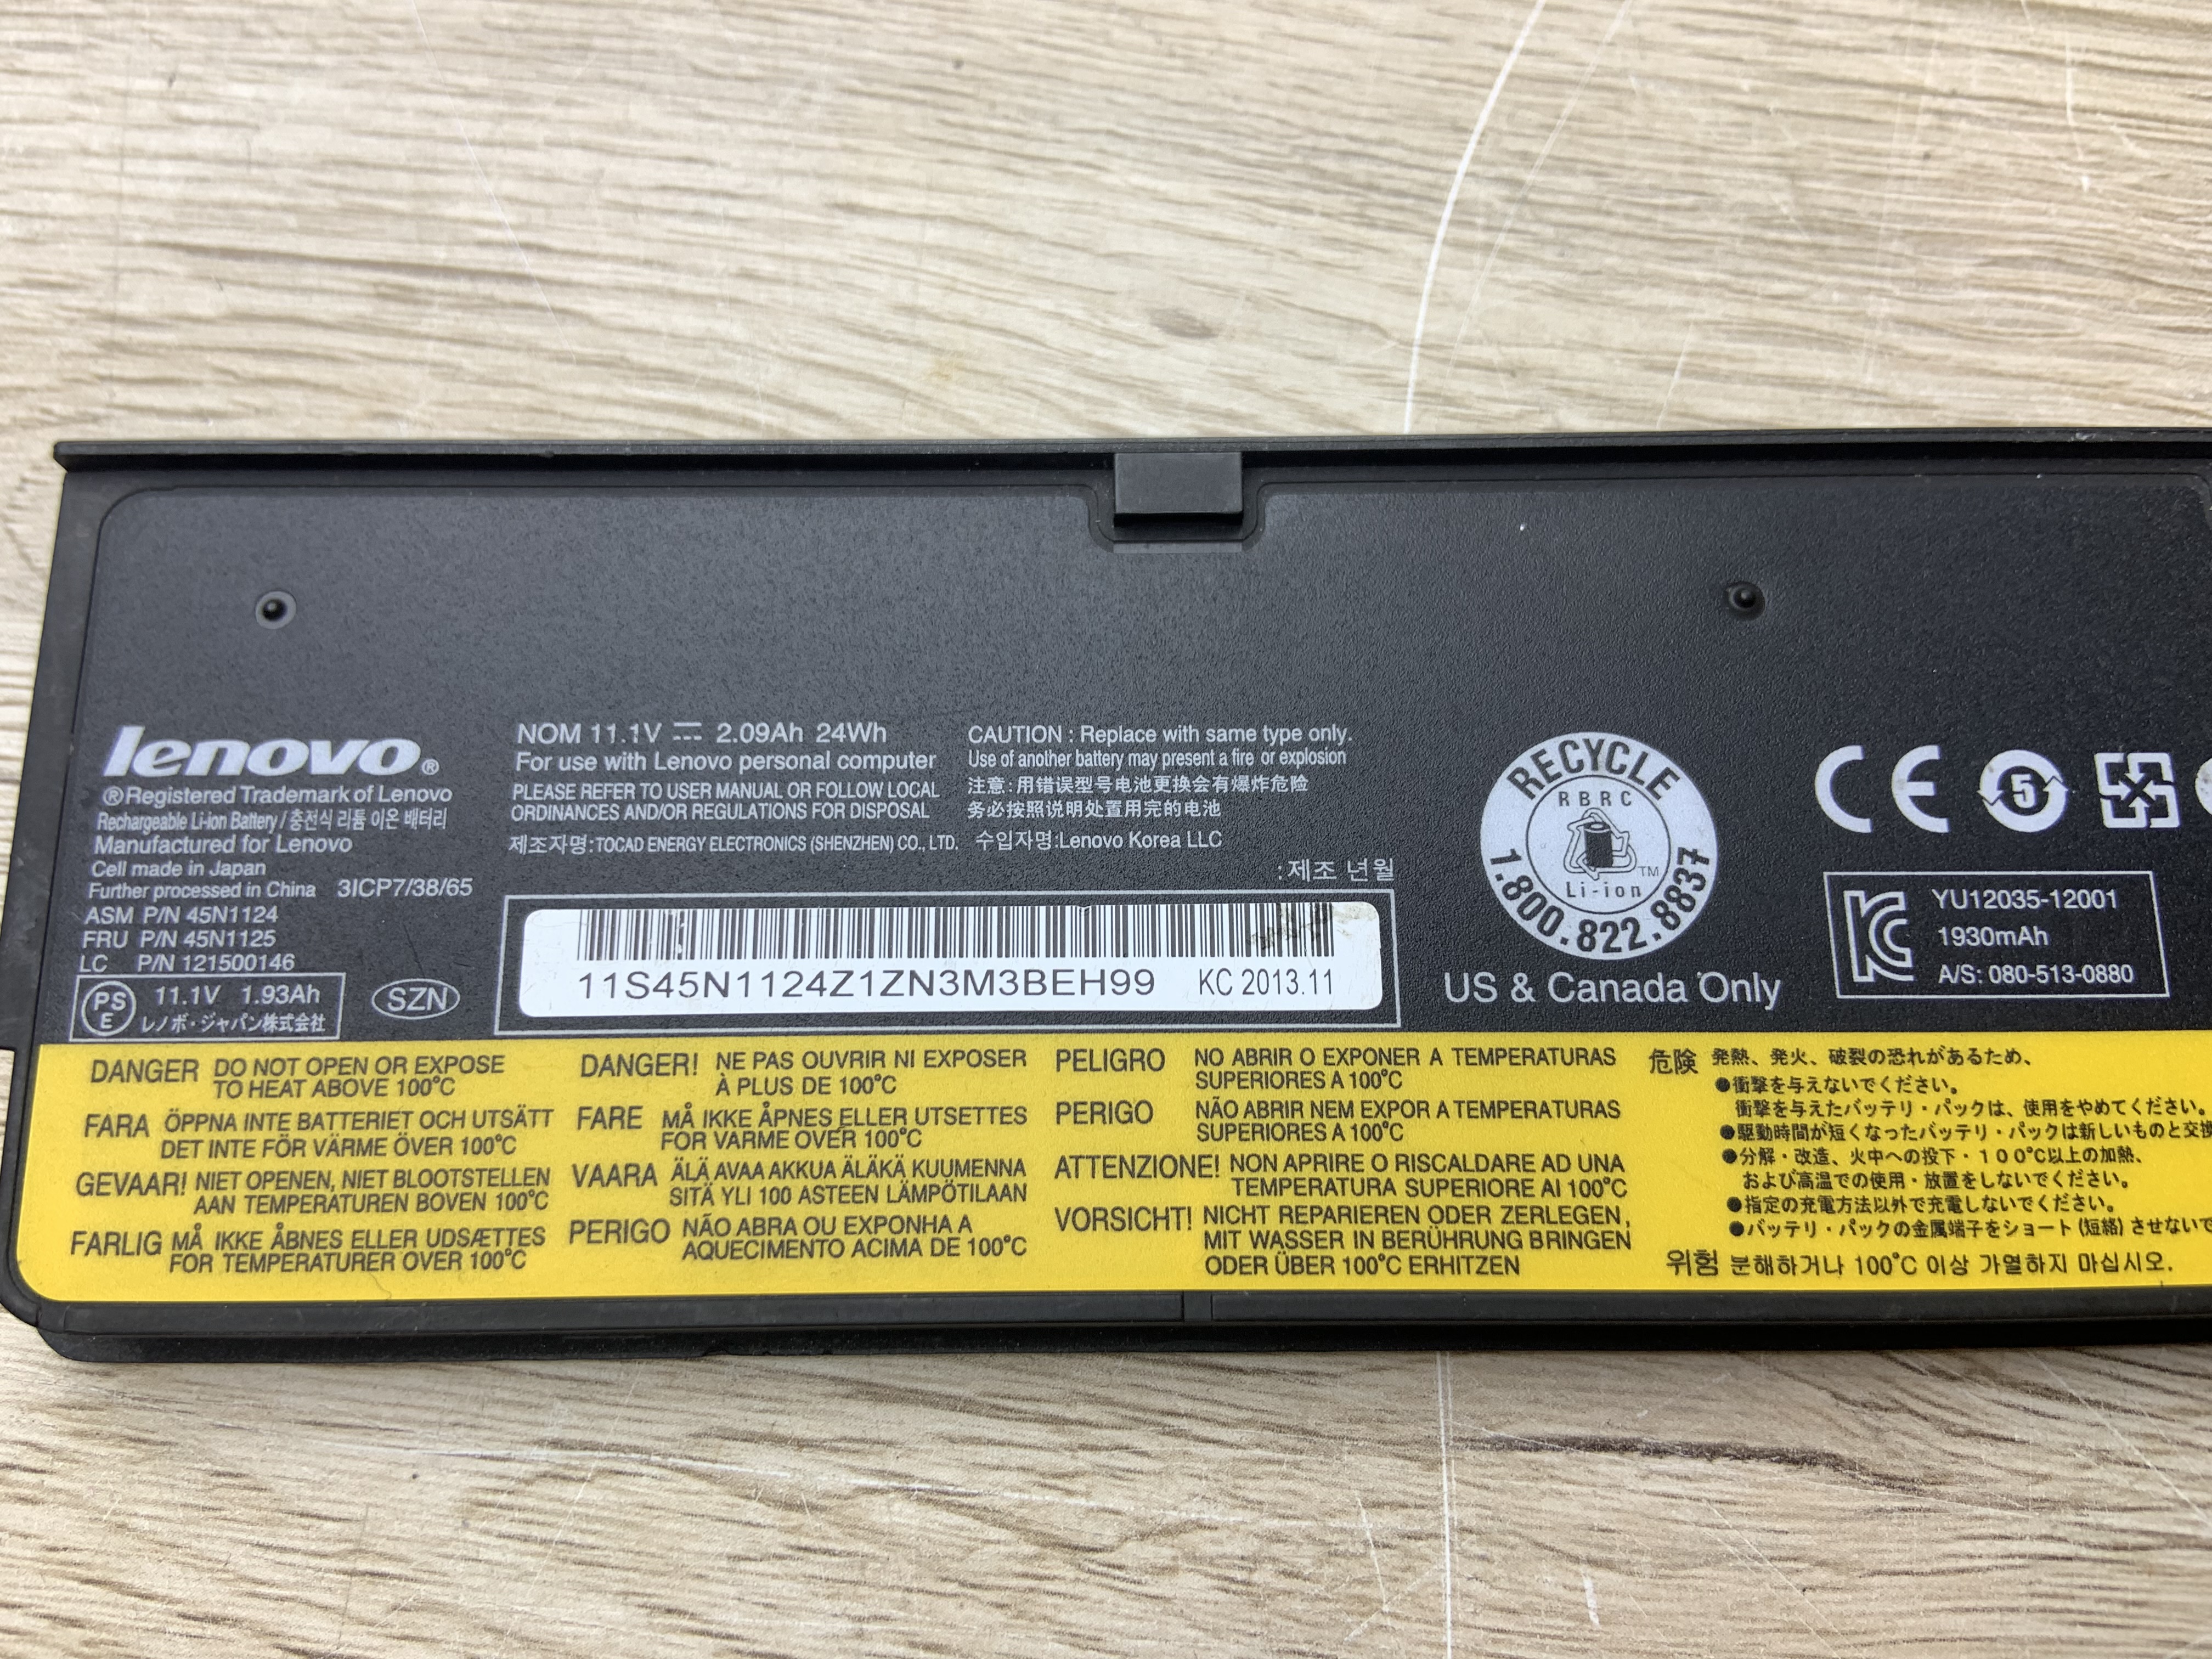 lenovo®
®Registered Trademark of Lenovo
Rechargeable Li-ion Battery / 충전식 리튬 이온 배터리
Manufactured for Lenovo
Cell made in Japan
Further processed in China 3ICP7/38/65
ASM P/N 45N1124
FRU P/N 45N1125
LC P/N 121500146
PS E 11.1V 1.93Ah
レノボ・ジャパン株式会社
SZN
NOM 11.1V 2.09Ah 24Wh
For use with Lenovo personal computer
PLEASE REFER TO USER MANUAL OR FOLLOW LOCAL
ORDINANCES AND/OR REGULATIONS FOR DISPOSAL
제조자명:TOCAD ENERGY ELECTRONICS (SHENZHEN) CO., LTD. 수입자명:Lenovo Korea LLC
CAUTION : Replace with same type only.
Use of another battery may present a fire or explosion
注意:用错误型号电池更换会有爆炸危险
务必按照说明处置用完的电池
:제조 년월
11S45N1124Z1ZN3M3BEH99 KC 2013.11
RECYCLE
RBRC
Li-ion
TM
1.800.822.8837
US & Canada Only
CE
5
KC
YU12035-12001
1930mAh
A/S: 080-513-0880
DANGER DO NOT OPEN OR EXPOSE
TO HEAT ABOVE 100°C
FARA ÖPPNA INTE BATTERIET OCH UTSÄTT
DET INTE FÖR VÄRME ÖVER 100°C
GEVAAR! NIET OPENEN, NIET BLOOTSTELLEN
AAN TEMPERATUREN BOVEN 100°C
FARLIG MÅ IKKE ÅBNES ELLER UDSÆTTES
FOR TEMPERATURER OVER 100°C
DANGER! NE PAS OUVRIR NI EXPOSER
À PLUS DE 100°C
FARE MÅ IKKE ÅPNES ELLER UTSETTES
FOR VARME OVER 100°C
VAARA ÄLÄ AVAA AKKUA ÄLÄKÄ KUUMENNA
SITÄ YLI 100 ASTEEN LÄMPÖTILAAN
PERIGO NÃO ABRA OU EXPONHA A
AQUECIMENTO ACIMA DE 100°C
PELIGRO NO ABRIR O EXPONER A TEMPERATURAS
SUPERIORES A 100°C
PERIGO NÃO ABRIR NEM EXPOR A TEMPERATURAS
SUPERIORES A 100°C
ATTENZIONE! NON APRIRE O RISCALDARE AD UNA
TEMPERATURA SUPERIORE AI 100°C
VORSICHT! NICHT REPARIEREN ODER ZERLEGEN,
MIT WASSER IN BERÜHRUNG BRINGEN
ODER ÜBER 100°C ERHITZEN
危険 発熱、発火、破裂の恐れがあるため、
●衝撃を与えないでください。
衝撃を与えたバッテリ・パックは、使用をやめてください。
●駆動時間が短くなったバッテリ・パックは新しいものと交換
●分解・改造、火中への投下・100°C以上の加熱、
および高温での使用・放置をしないでください。
●指定の充電方法以外で充電しないでください。
●バッテリ・パックの金属端子をショート(短絡)させないで
위험 분해하거나 100°C 이상 가열하지 마십시오.